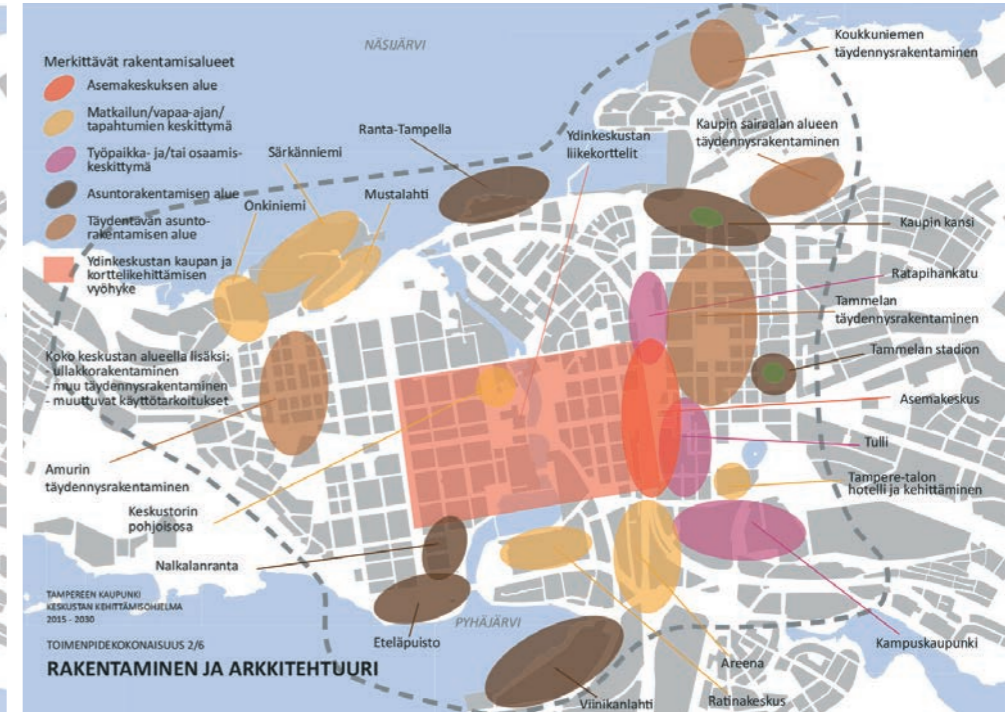 NÄSIJÄRVI
Merkittävät rakentamisalueet
Asemakeskuksen alue
Matkailun/vapaa-ajan/
tapahtumien keskittymä
Työpaikka- ja/tai osaamis-
keskittymä
Asuntorakentamisen alue
Täydentävän asunto-
rakentamisen alue
Ydinkeskustan kaupan ja
korttelikehittämisen
vyöhyke
Koko keskustan alueella lisäksi:
- ullakkorakentaminen
- muu täydennysrakentaminen
- muuttuvat käyttötarkoitukset
Särkänniemi
Onkiniemi
Mustalahti
Ranta-Tampella
Ydinkeskustan
liikekorttelit
Koukkuniemen
täydennysrakentaminen
Kaupin sairaalan alueen
täydennysrakentaminen
Kaupin kansi
Ratapihankatu
Tammelan
täydennysrakentaminen
Tammelan stadion
Asemakeskus
Tulli
Tampere-talon
hotelli ja kehittäminen
Amurin
täydennysrakentaminen
Keskustorin
pohjoisosa
Nalkalanranta
Eteläpuisto
PYHÄJÄRVI
Viinikanlahti
Ratinakeskus
Areena
Kampuskaupunki
TAMPEREEN KAUPUNKI
KESKUSTAN KEHITTÄMISOHJELMA
2015 - 2030
TOIMENPIDEKOKONAISUUS 2/6
RAKENTAMINEN JA ARKKITEHTUURI